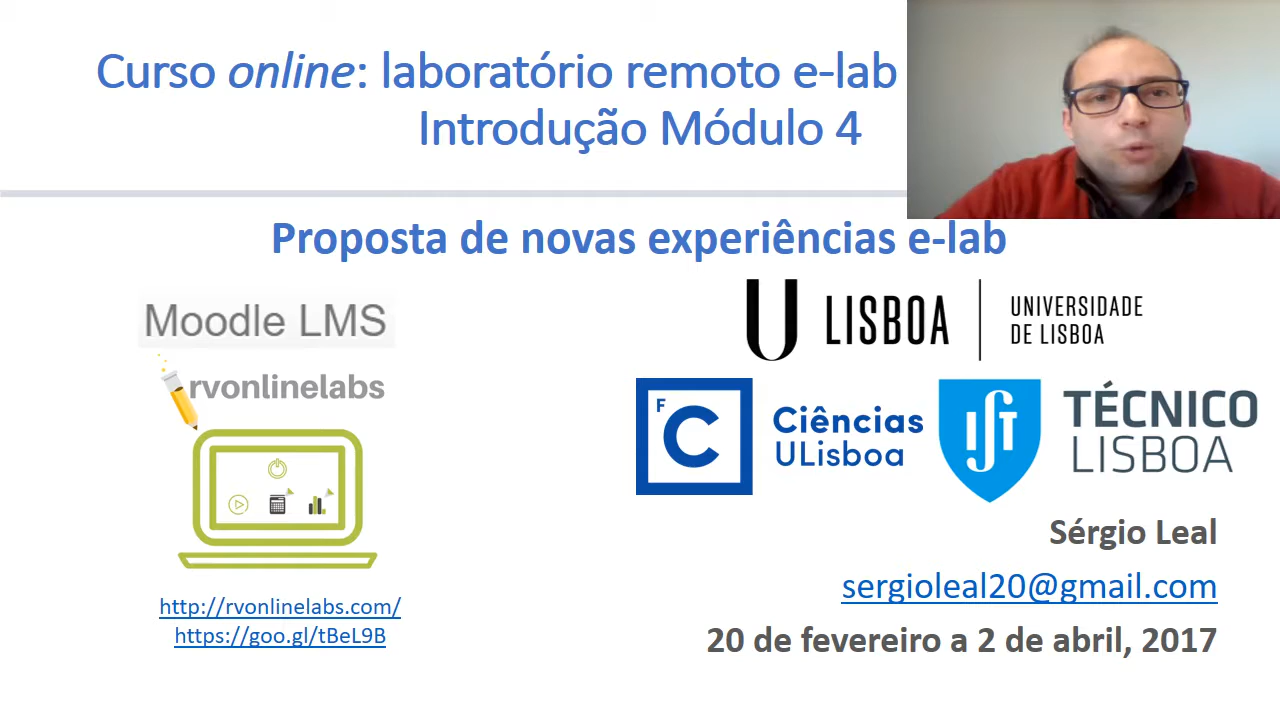 Curso online: laboratório remoto e-lab
Introdução Módulo 4
Proposta de novas experiências e-lab
Moodle LMS
rvonlinelabs
http://rvonlinelabs.com/
https://goo.gl/tBeL9B
U LISBOA
UNIVERSIDADE
DE LISBOA
F
C
Ciências
ULisboa
IST
TÉCNICO
LISBOA
Sérgio Leal
sergioleal20@gmail.com
20 de fevereiro a 2 de abril, 2017